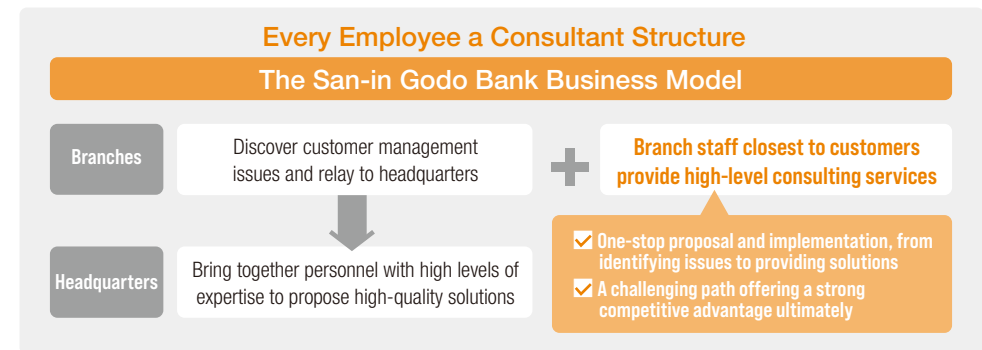 Every Employee a Consultant Structure
The San-in Godo Bank Business Model
Branches
Discover customer management
issues and relay to headquarters
Branch staff closest to customers
provide high-level consulting services
One-stop proposal and implementation, from
identifying issues to providing solutions
A challenging path offering a strong
competitive advantage ultimately
Headquarters
Bring together personnel with high levels of
expertise to propose high-quality solutions